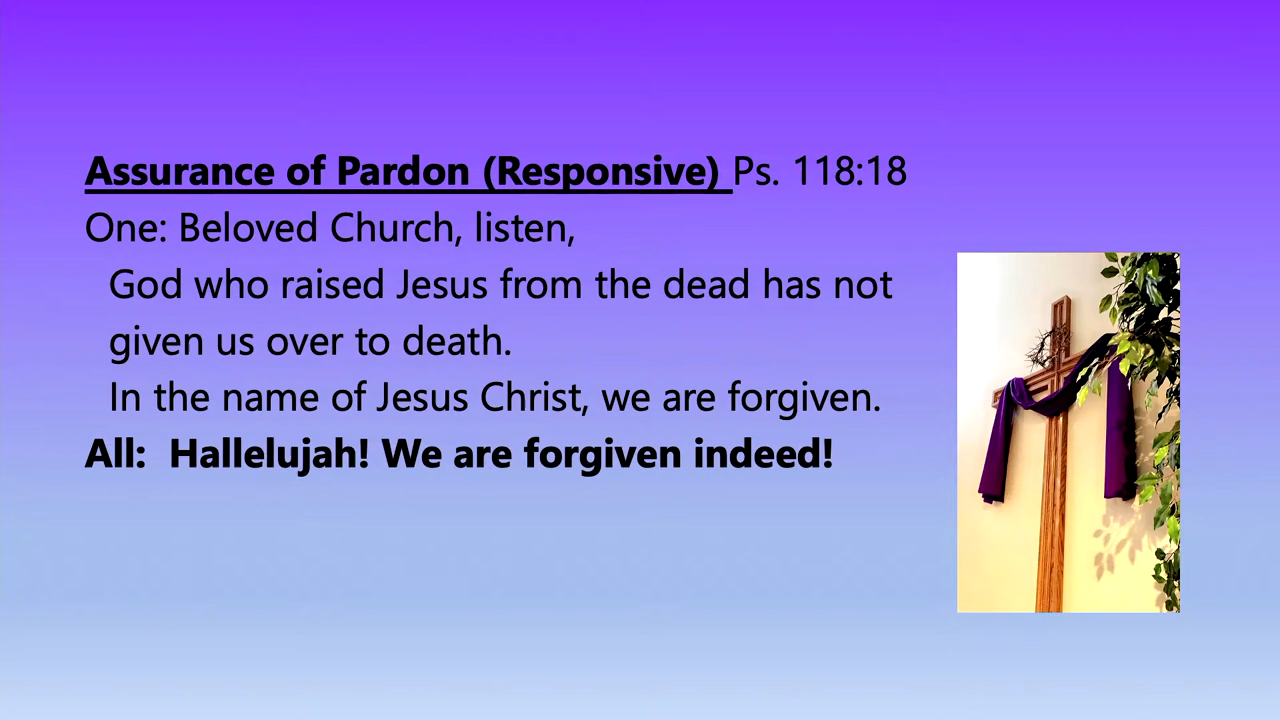 Assurance of Pardon (Responsive) Ps. 118:18
One: Beloved Church, listen,
God who raised Jesus from the dead has not
given us over to death.
In the name of Jesus Christ, we are forgiven.
All:  Hallelujah! We are forgiven indeed!